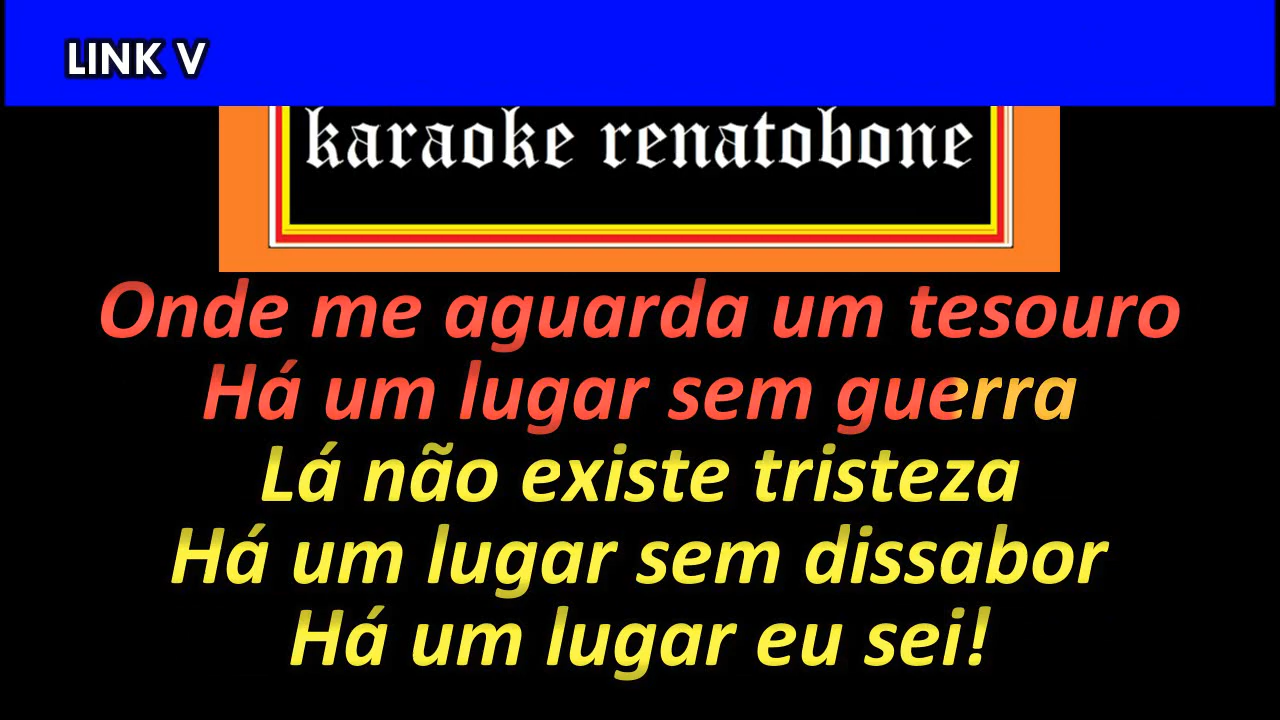 LINK V
karaoke renatobone
Onde me aguarda um tesouro
Há um lugar sem guerra
Lá não existe tristeza
Há um lugar sem dissabor
Há um lugar eu sei!